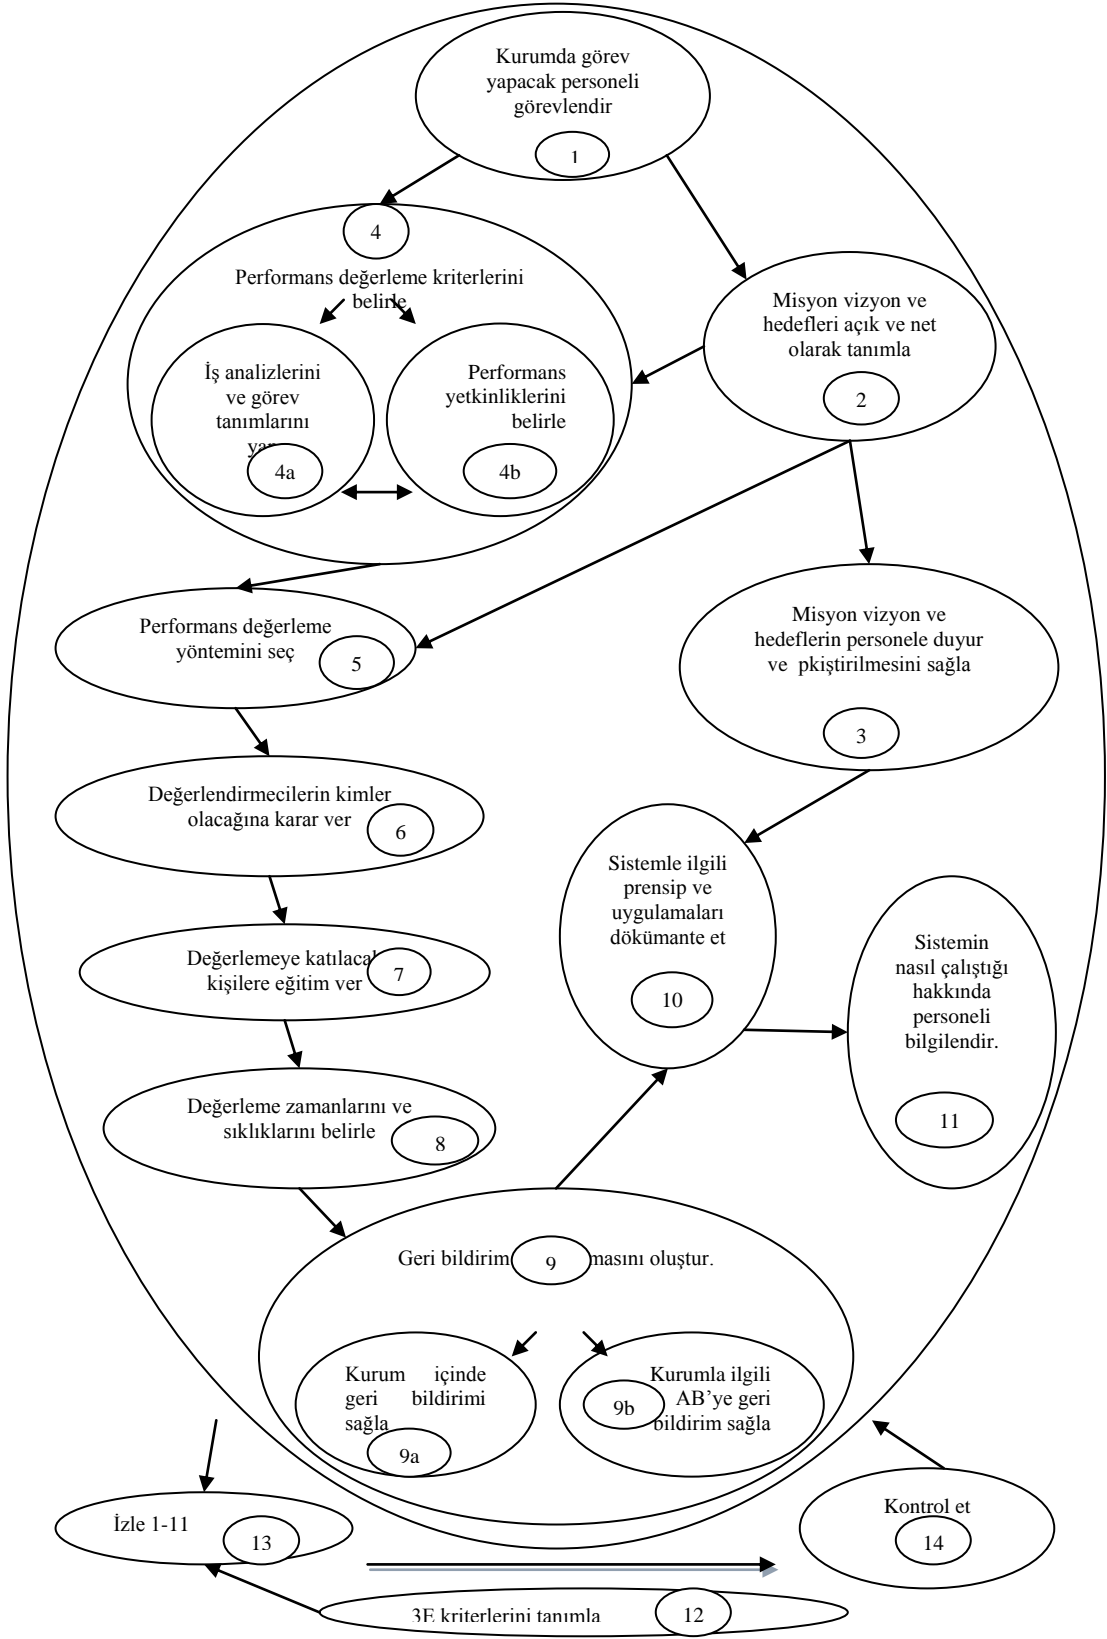 Kurumda görev
yapacak personeli
görevlendir
1
4
Performans değerleme kriterlerini
belirle
İş analizlerini
ve görev
tanımlarını
4a
Performans
yetkinliklerini
belirle
4b
Misyon vizyon ve
hedefleri açık ve net
olarak tanımla
2
Performans değerleme
yöntemini seç
5
Misyon vizyon ve
hedeflerin personele duyur
ve pkiştirilmesini sağla
3
Değerlendirmecilerin kimler
olacağına karar ver
6
Değerlemeye
kişilere eğitim ver
7
Sistemle ilgili
prensip ve
uygulamaları
dökümante et
10
Sistemin
nasıl çalıştığı
hakkında
personeli
bilgilendir.
11
Değerleme zamanlarını ve
sıklıklarını belirle
8
Geri bildirim masını oluştur.
9
Kurum içinde
geri bildirimi
sağla
9a
Kurumla ilgili
AB’ye geri
bildirim sağla
9b
İzle 1-11
13
Kontrol et
14
3E kriterlerini tanımla
12